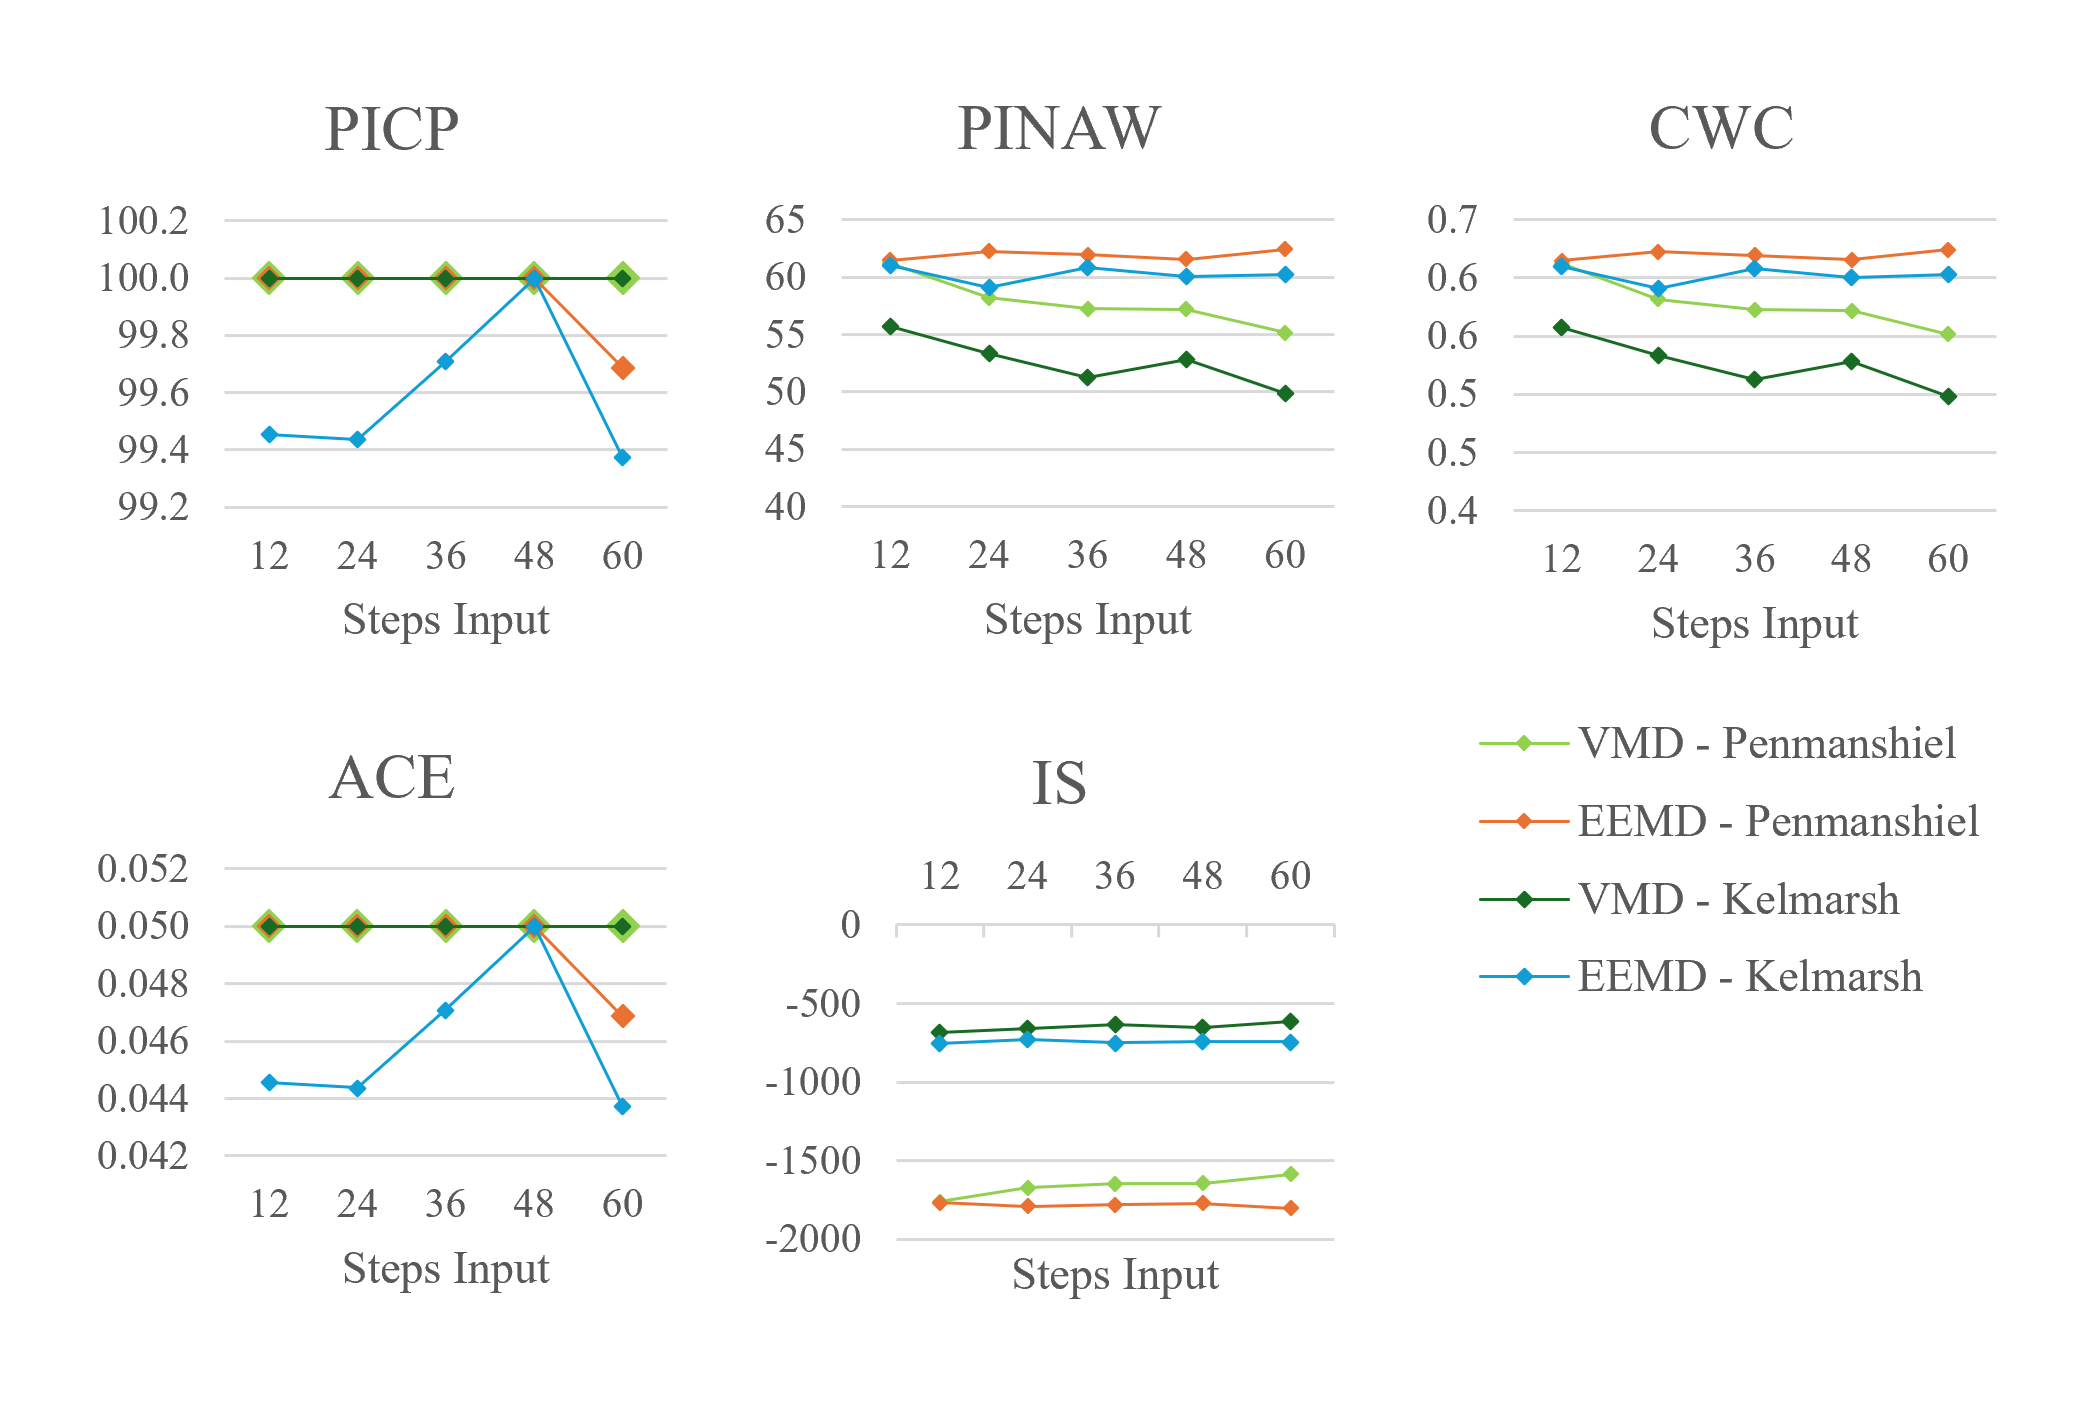 PICP
100.2
100.0
99.8
99.6
99.4
99.2
12 24 36 48 60
Steps Input
PINAW
65
60
55
50
45
40
12 24 36 48 60
Steps Input
CWC
0.7
0.6
0.6
0.5
0.5
0.4
12 24 36 48 60
Steps Input
ACE
0.052
0.050
0.048
0.046
0.044
0.042
12 24 36 48 60
Steps Input
IS
12 24 36 48 60
0
-500
-1000
-1500
-2000
Steps Input
VMD - Penmanshiel
EEMD - Penmanshiel
VMD - Kelmarsh
EEMD - Kelmarsh